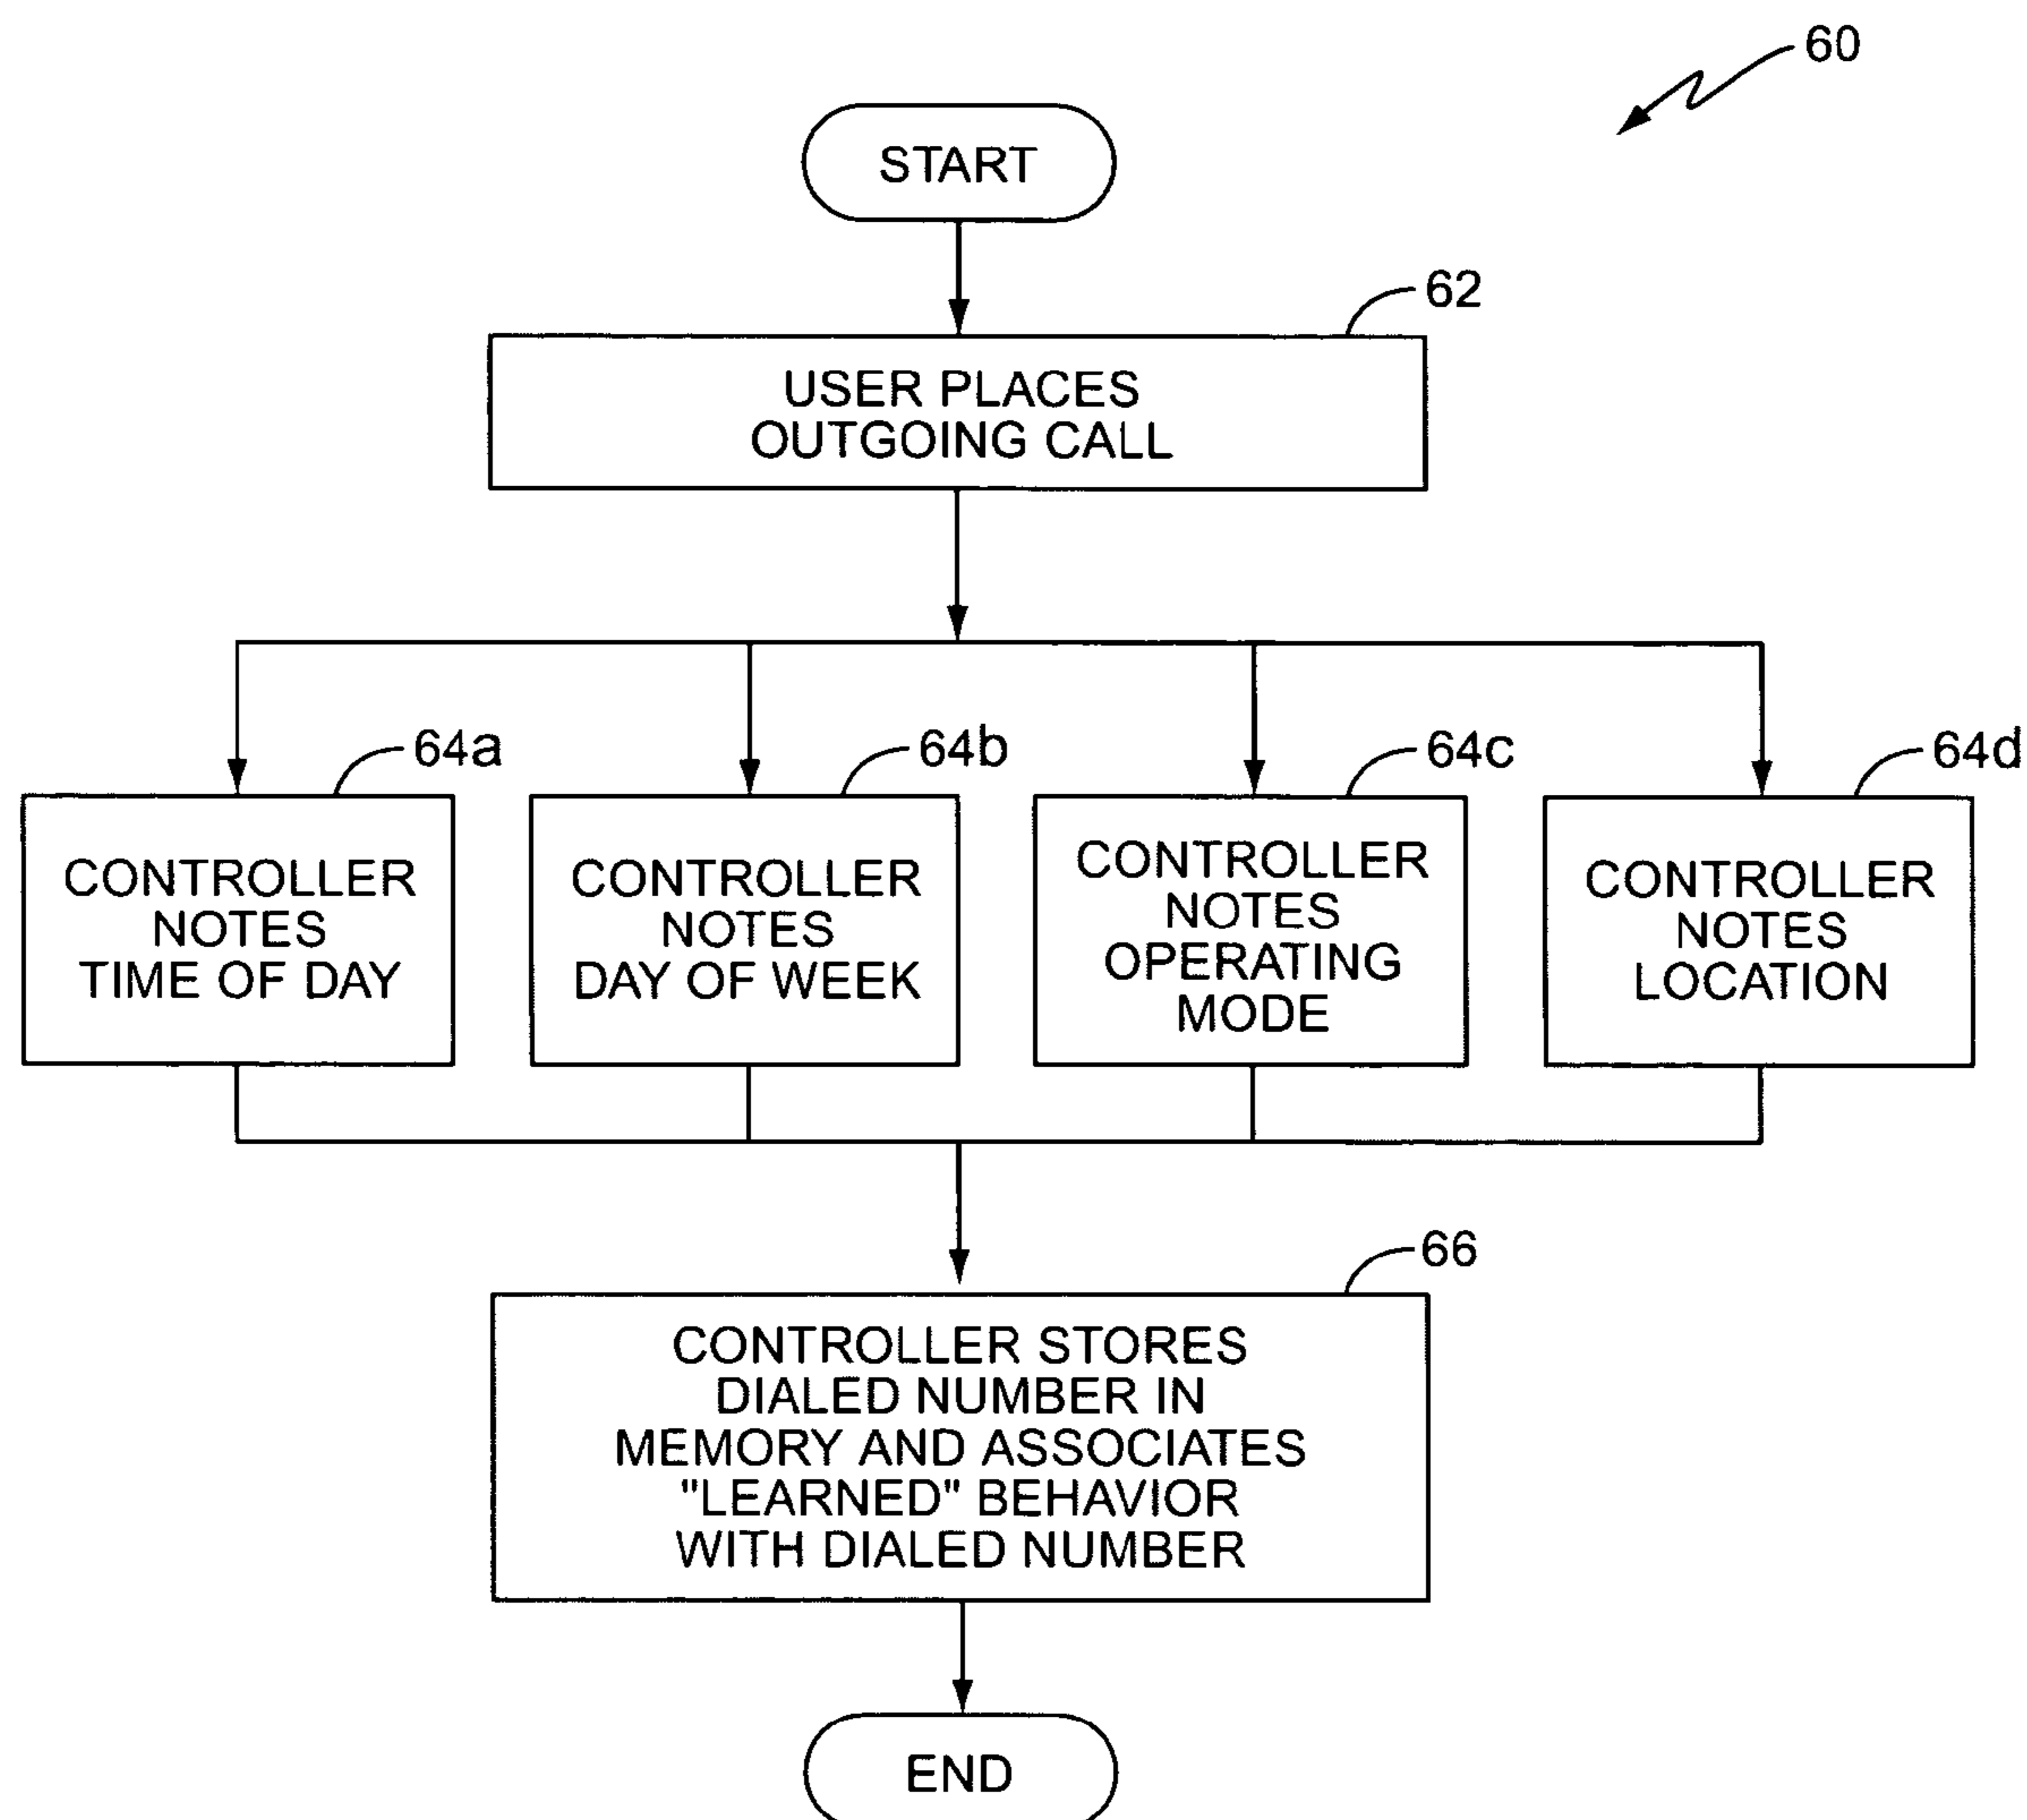 60
START
62
USER PLACES
OUTGOING CALL
64a
64b
64c
64d
CONTROLLER
NOTES
TIME OF DAY
CONTROLLER
NOTES
DAY OF WEEK
CONTROLLER
NOTES
OPERATING
MODE
CONTROLLER
NOTES
LOCATION
66
CONTROLLER STORES
DIALED NUMBER IN
MEMORY AND ASSOCIATES
"LEARNED" BEHAVIOR
WITH DIALED NUMBER
END